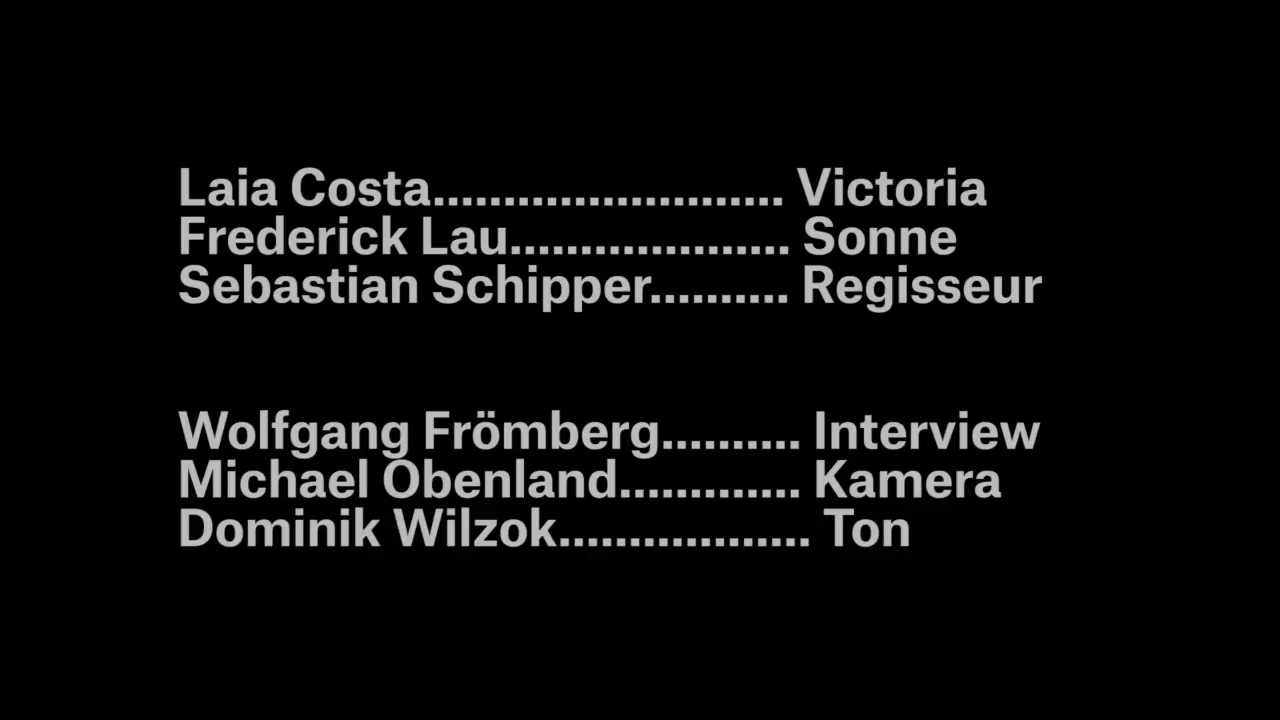 Laia Costa......................... Victoria
Frederick Lau.................... Sonne
Sebastian Schipper.......... Regisseur
Wolfgang Frömberg.......... Interview
Michael Obenland............. Kamera
Dominik Wilzok.................. Ton